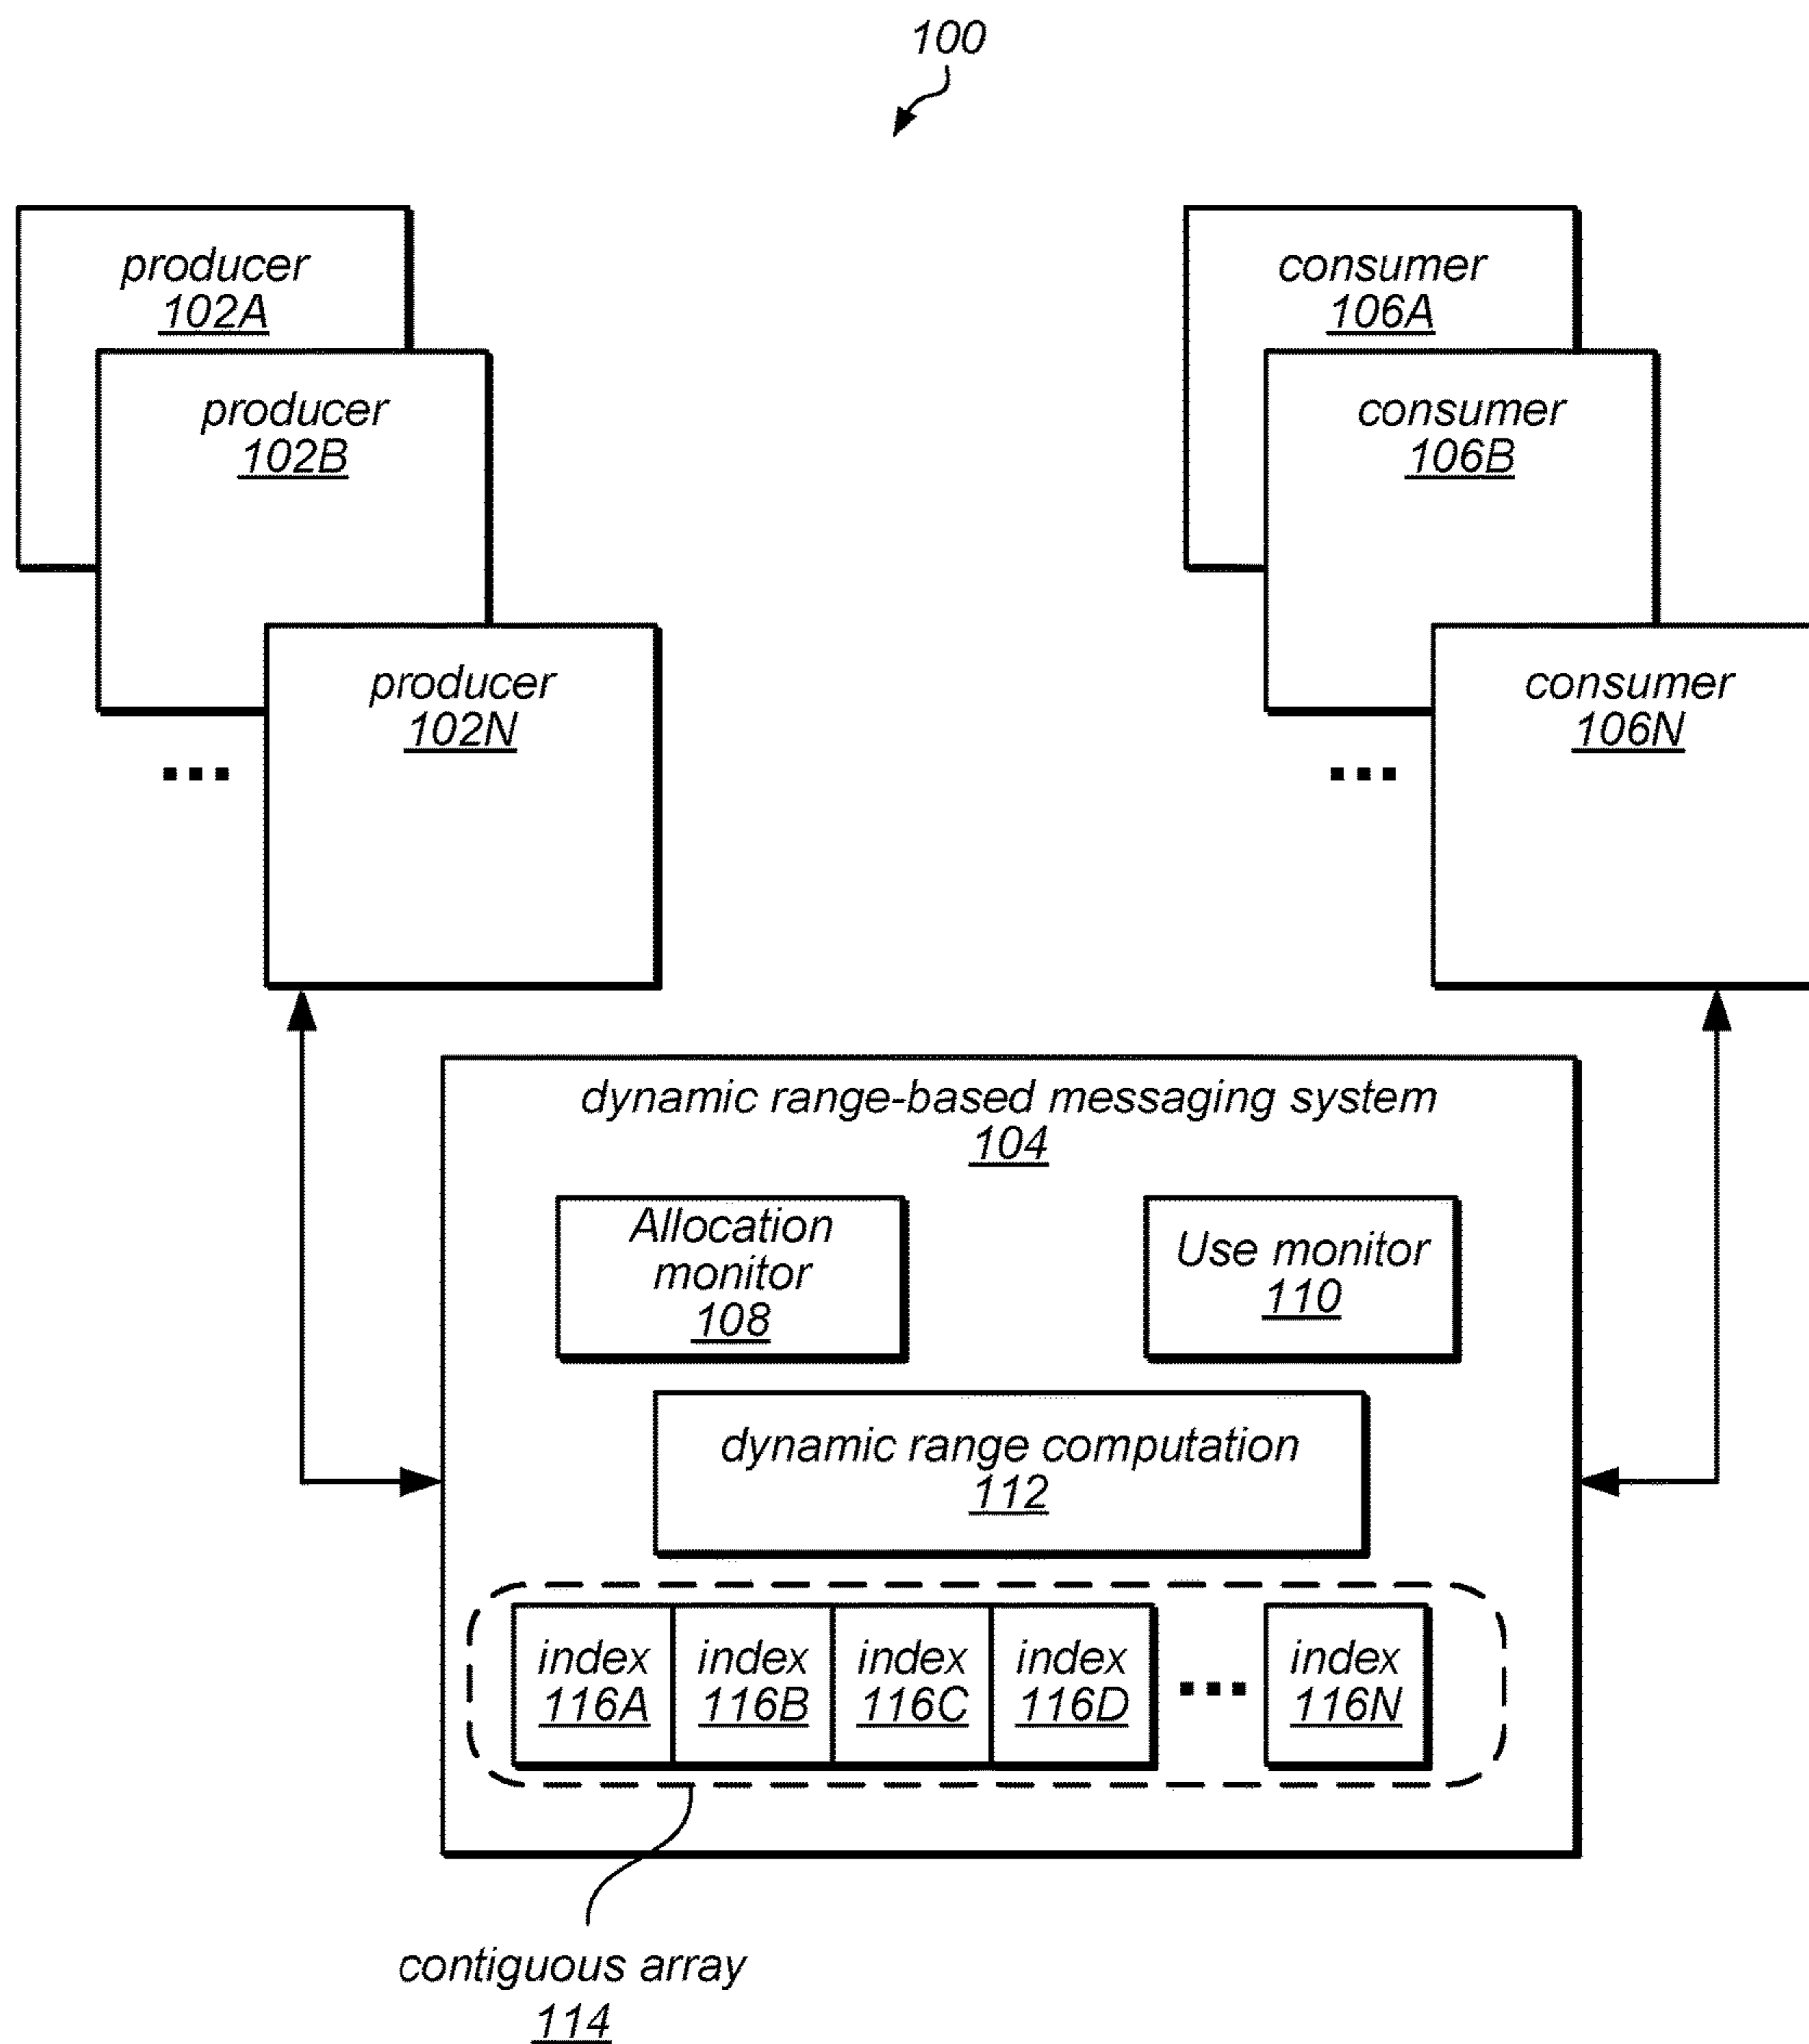 100
producer
102A
producer
102B
producer
102N
...
consumer
106A
consumer
106B
consumer
106N
...
dynamic range-based messaging system
104
Allocation
monitor
108
Use monitor
110
dynamic range computation
112
index
116A
index
116B
index
116C
index
116D
...
index
116N
contiguous array
114